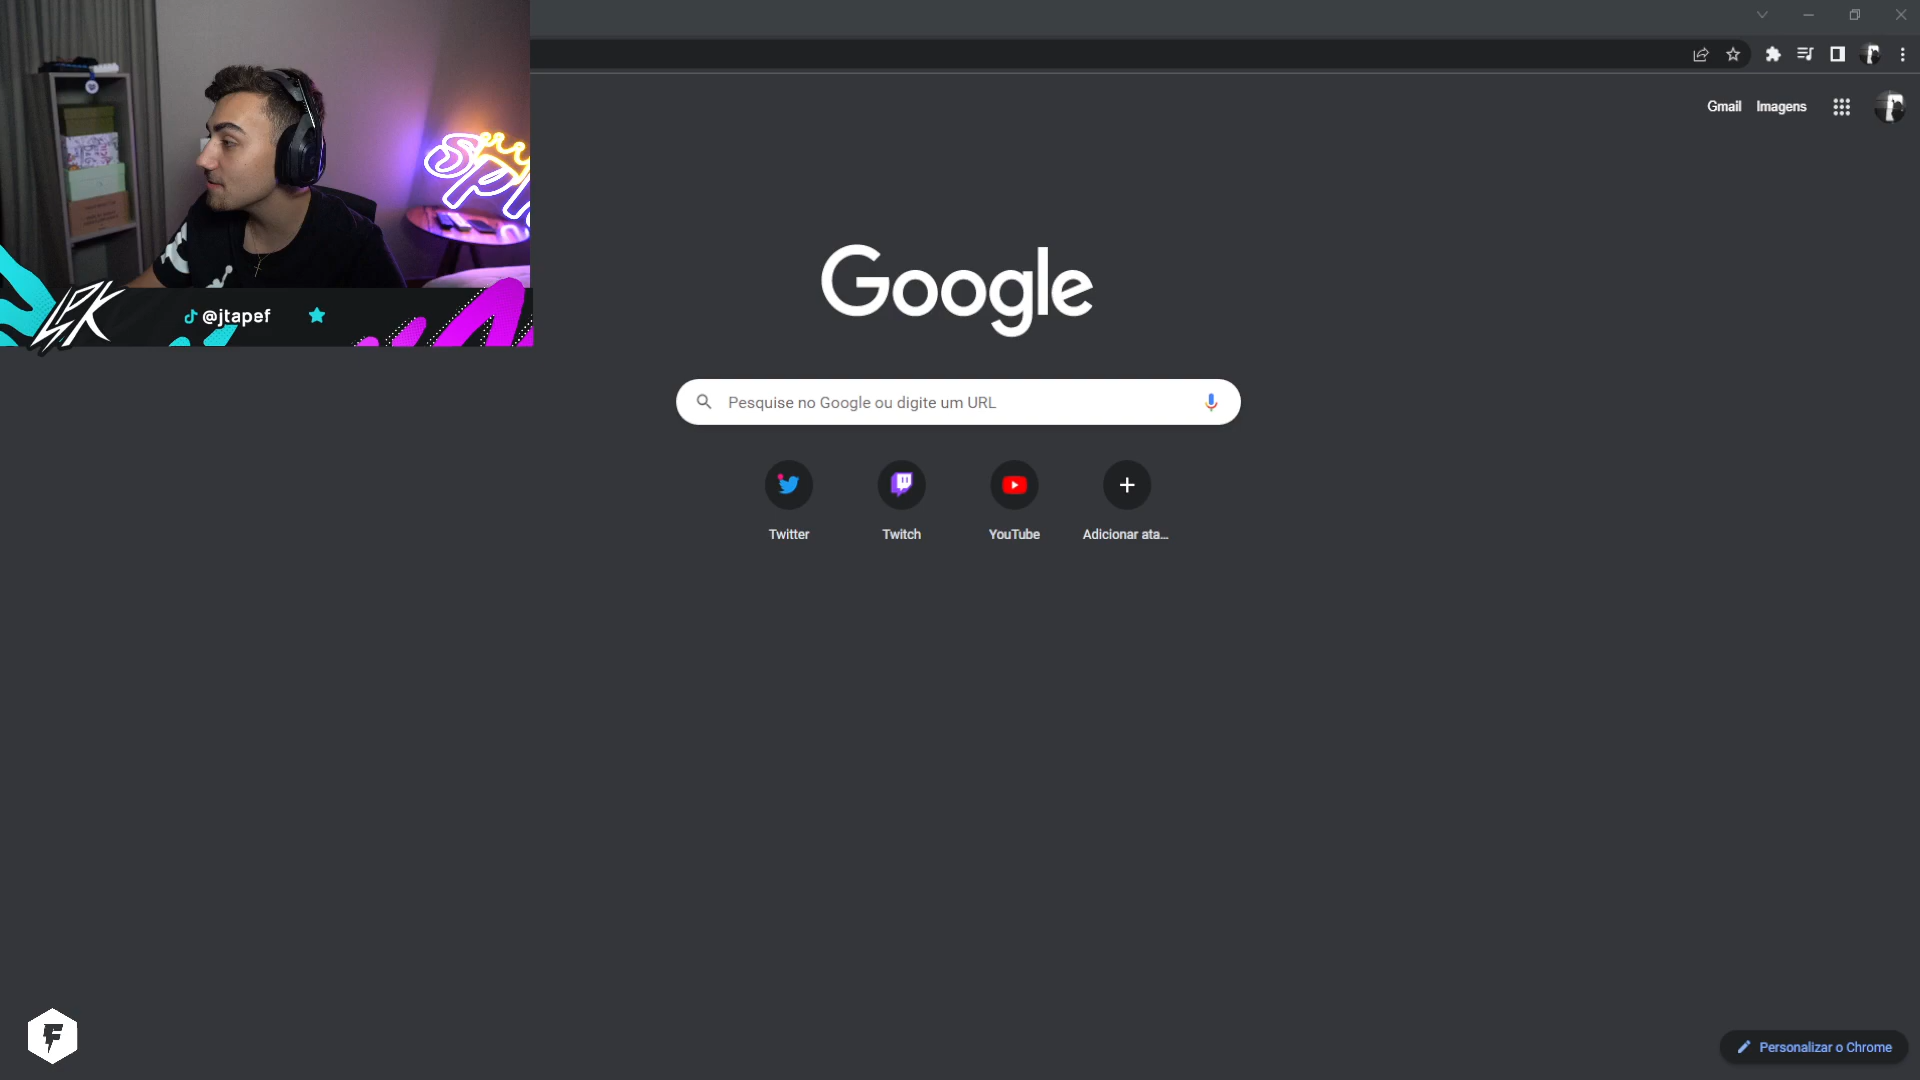 Gmail Imagens
@jtapef
Google
Pesquise no Google ou digite um URL
Twitter Twitch YouTube Adicionar ata...
Personalizar o Chrome